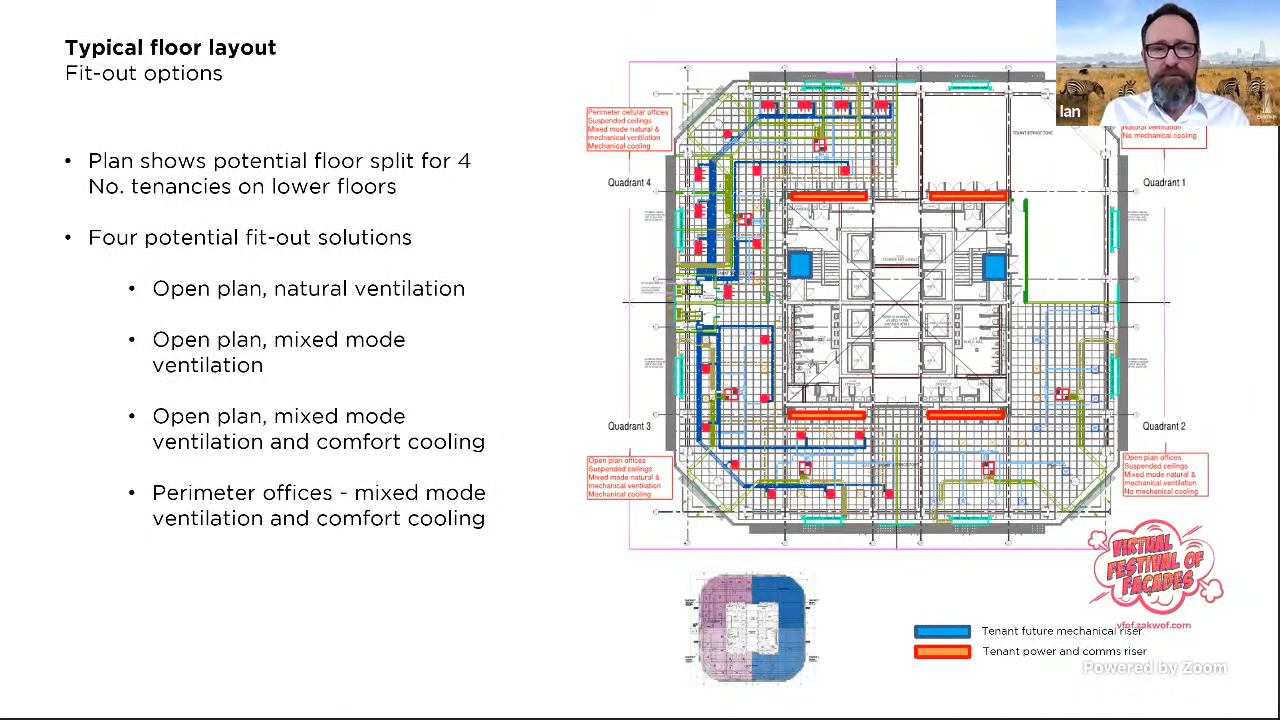 Typical floor layout
Fit-out options
• Plan shows potential floor split for 4
No. tenancies on lower floors
• Four potential fit-out solutions
• Open plan, natural ventilation
• Open plan, mixed mode
ventilation
• Open plan, mixed mode
ventilation and comfort cooling
• Perimeter offices - mixed mode
ventilation and comfort cooling
Perimeter cellular offices
Suspended ceilings
Mixed mode natural &
mechanical ventilation
Mechanical cooling
Quadrant 4
Ian
Natural ventilation
No mechanical cooling
Quadrant 1
TENANT SERVICE ZONE
Quadrant 3
Open plan offices
Suspended ceilings
Mixed mode natural &
mechanical ventilation
Mechanical cooling
Quadrant 2
Open plan offices
Suspended ceilings
Mixed mode natural &
mechanical ventilation
No mechanical cooling
VIRTUAL
FESTIVAL OF
FAÇADES
vfof.zakwof.com
Tenant future mechanical riser
Tenant power and comms riser
Powered by Zoom